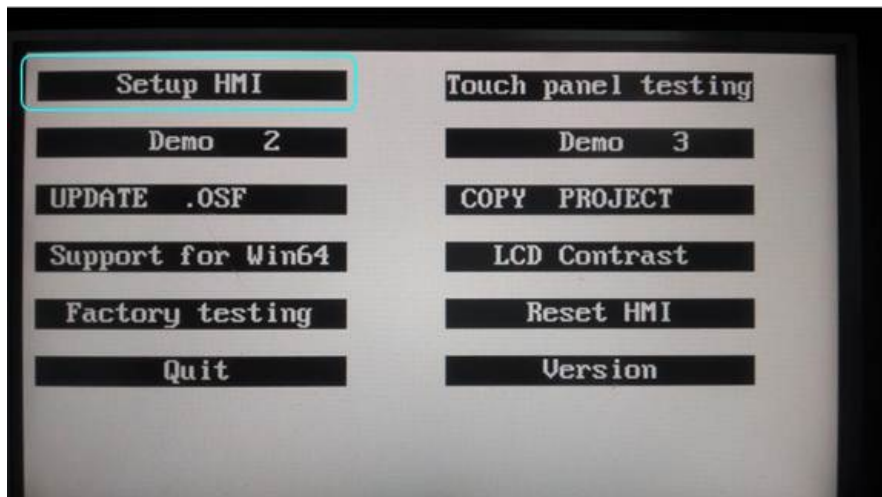 Setup HMI
Touch panel testing
Demo 2
Demo 3
UPDATE .OSF
COPY PROJECT
Support for Win64
LCD Contrast
Factory testing
Reset HMI
Quit
Version